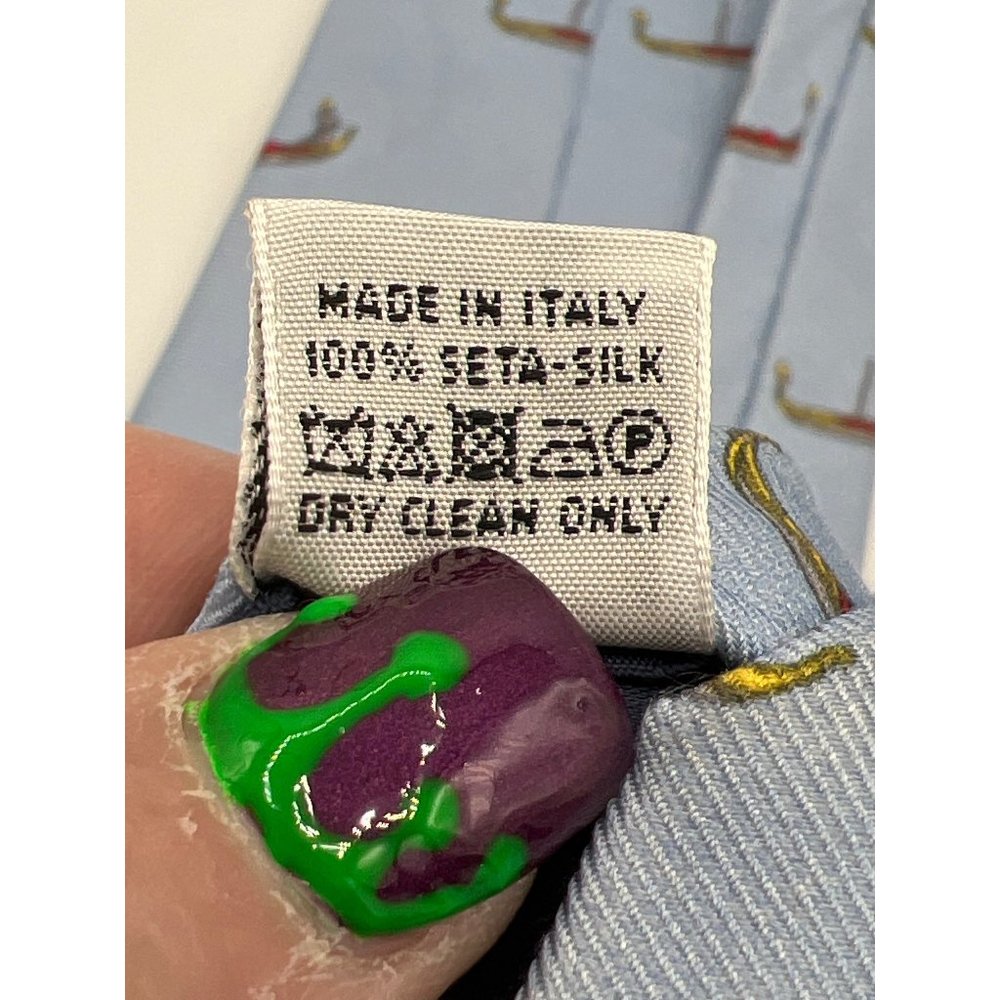 MADE IN ITALY
100% SETA-SILK
P
DRY CLEAN ONLY